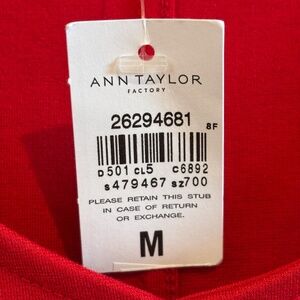 ANN TAYLOR
FACTORY
26294681
8F
D501 CL5 C6892
S479467 SZ700
PLEASE RETAIN THIS STUB
IN CASE OF RETURN
OR EXCHANGE.
M